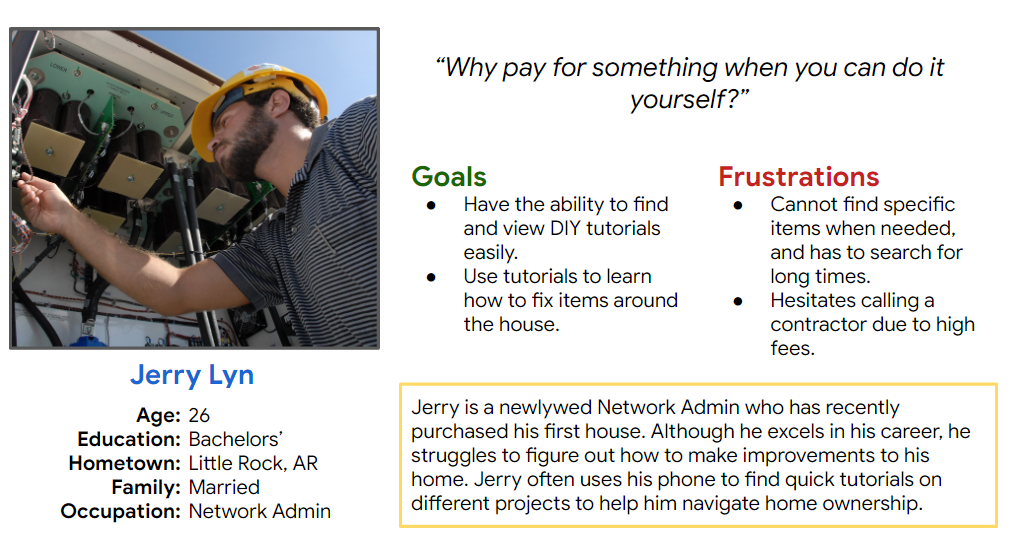 “Why pay for something when you can do it
yourself?”
Goals
● Have the ability to find
and view DIY tutorials
easily.
● Use tutorials to learn
how to fix items around
the house.
Frustrations
● Cannot find specific
items when needed,
and has to search for
long times.
● Hesitates calling a
contractor due to high
fees.
Jerry Lyn
Age: 26
Education: Bachelors’
Hometown: Little Rock, AR
Family: Married
Occupation: Network Admin
Jerry is a newlywed Network Admin who has recently
purchased his first house. Although he excels in his career, he
struggles to figure out how to make improvements to his
home. Jerry often uses his phone to find quick tutorials on
different projects to help him navigate home ownership.
LOWER